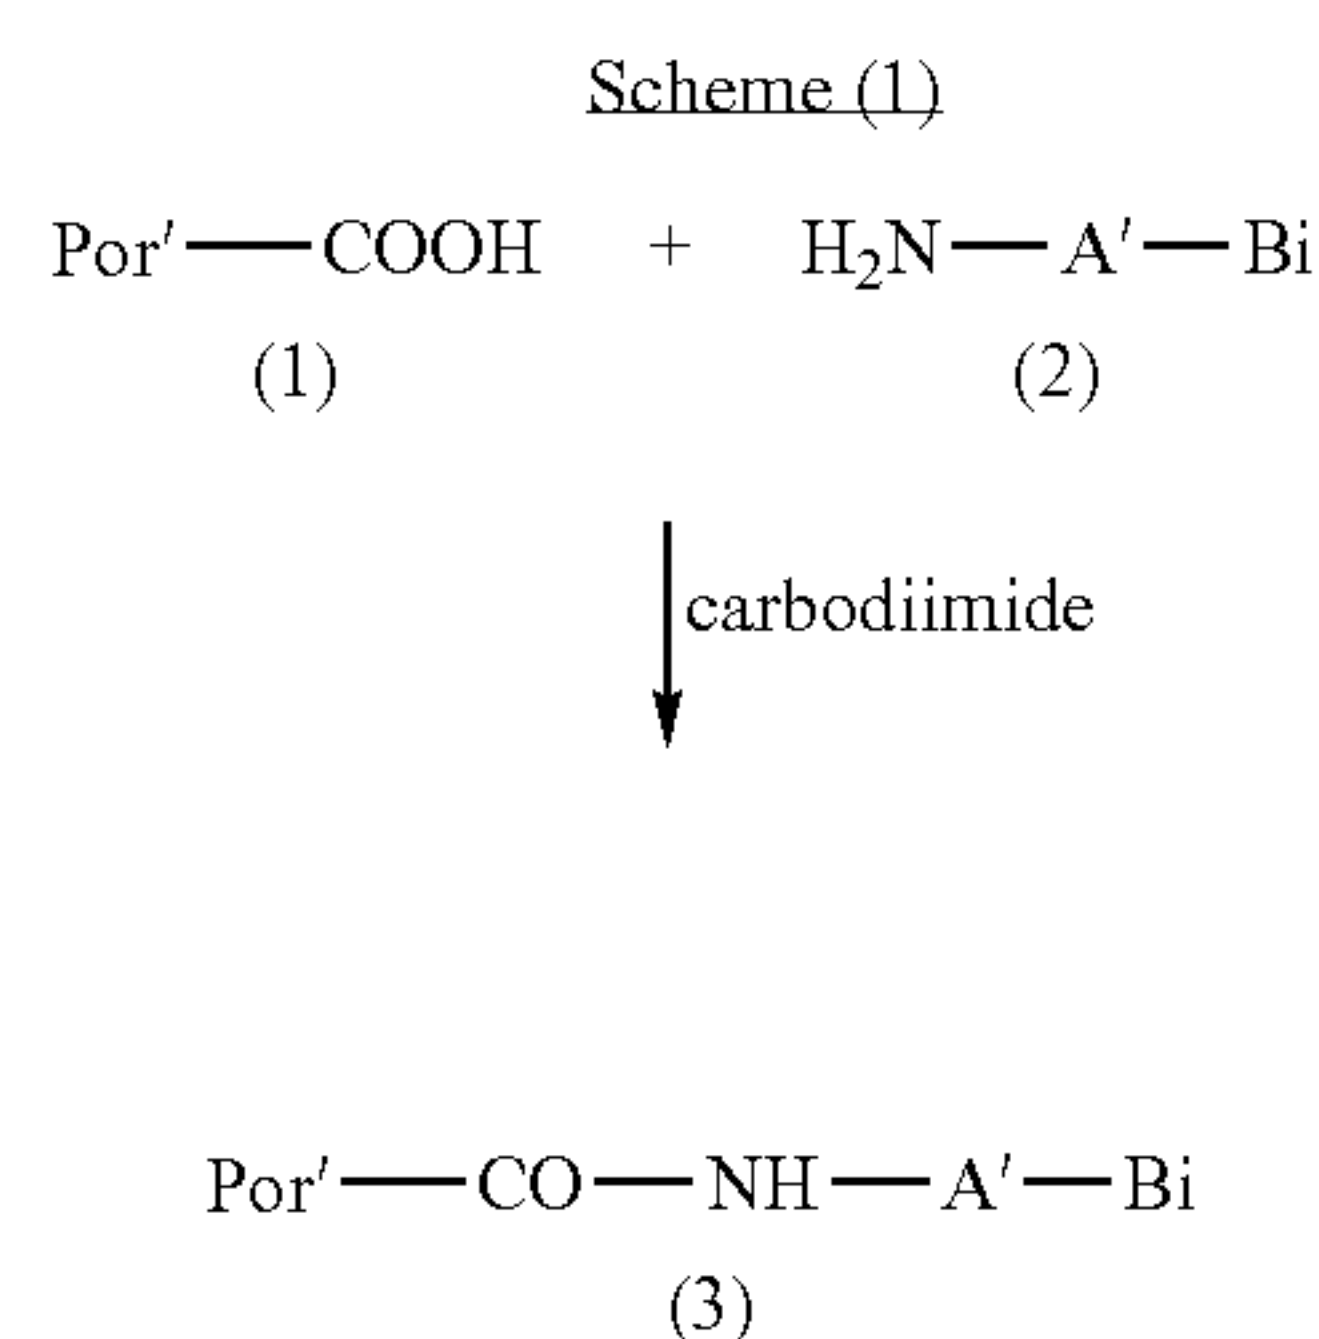 Scheme (1)
Por′—COOH + H₂N—A′—Bi
(1) (2)
carbodiimide
Por′—CO—NH—A′—Bi
(3)